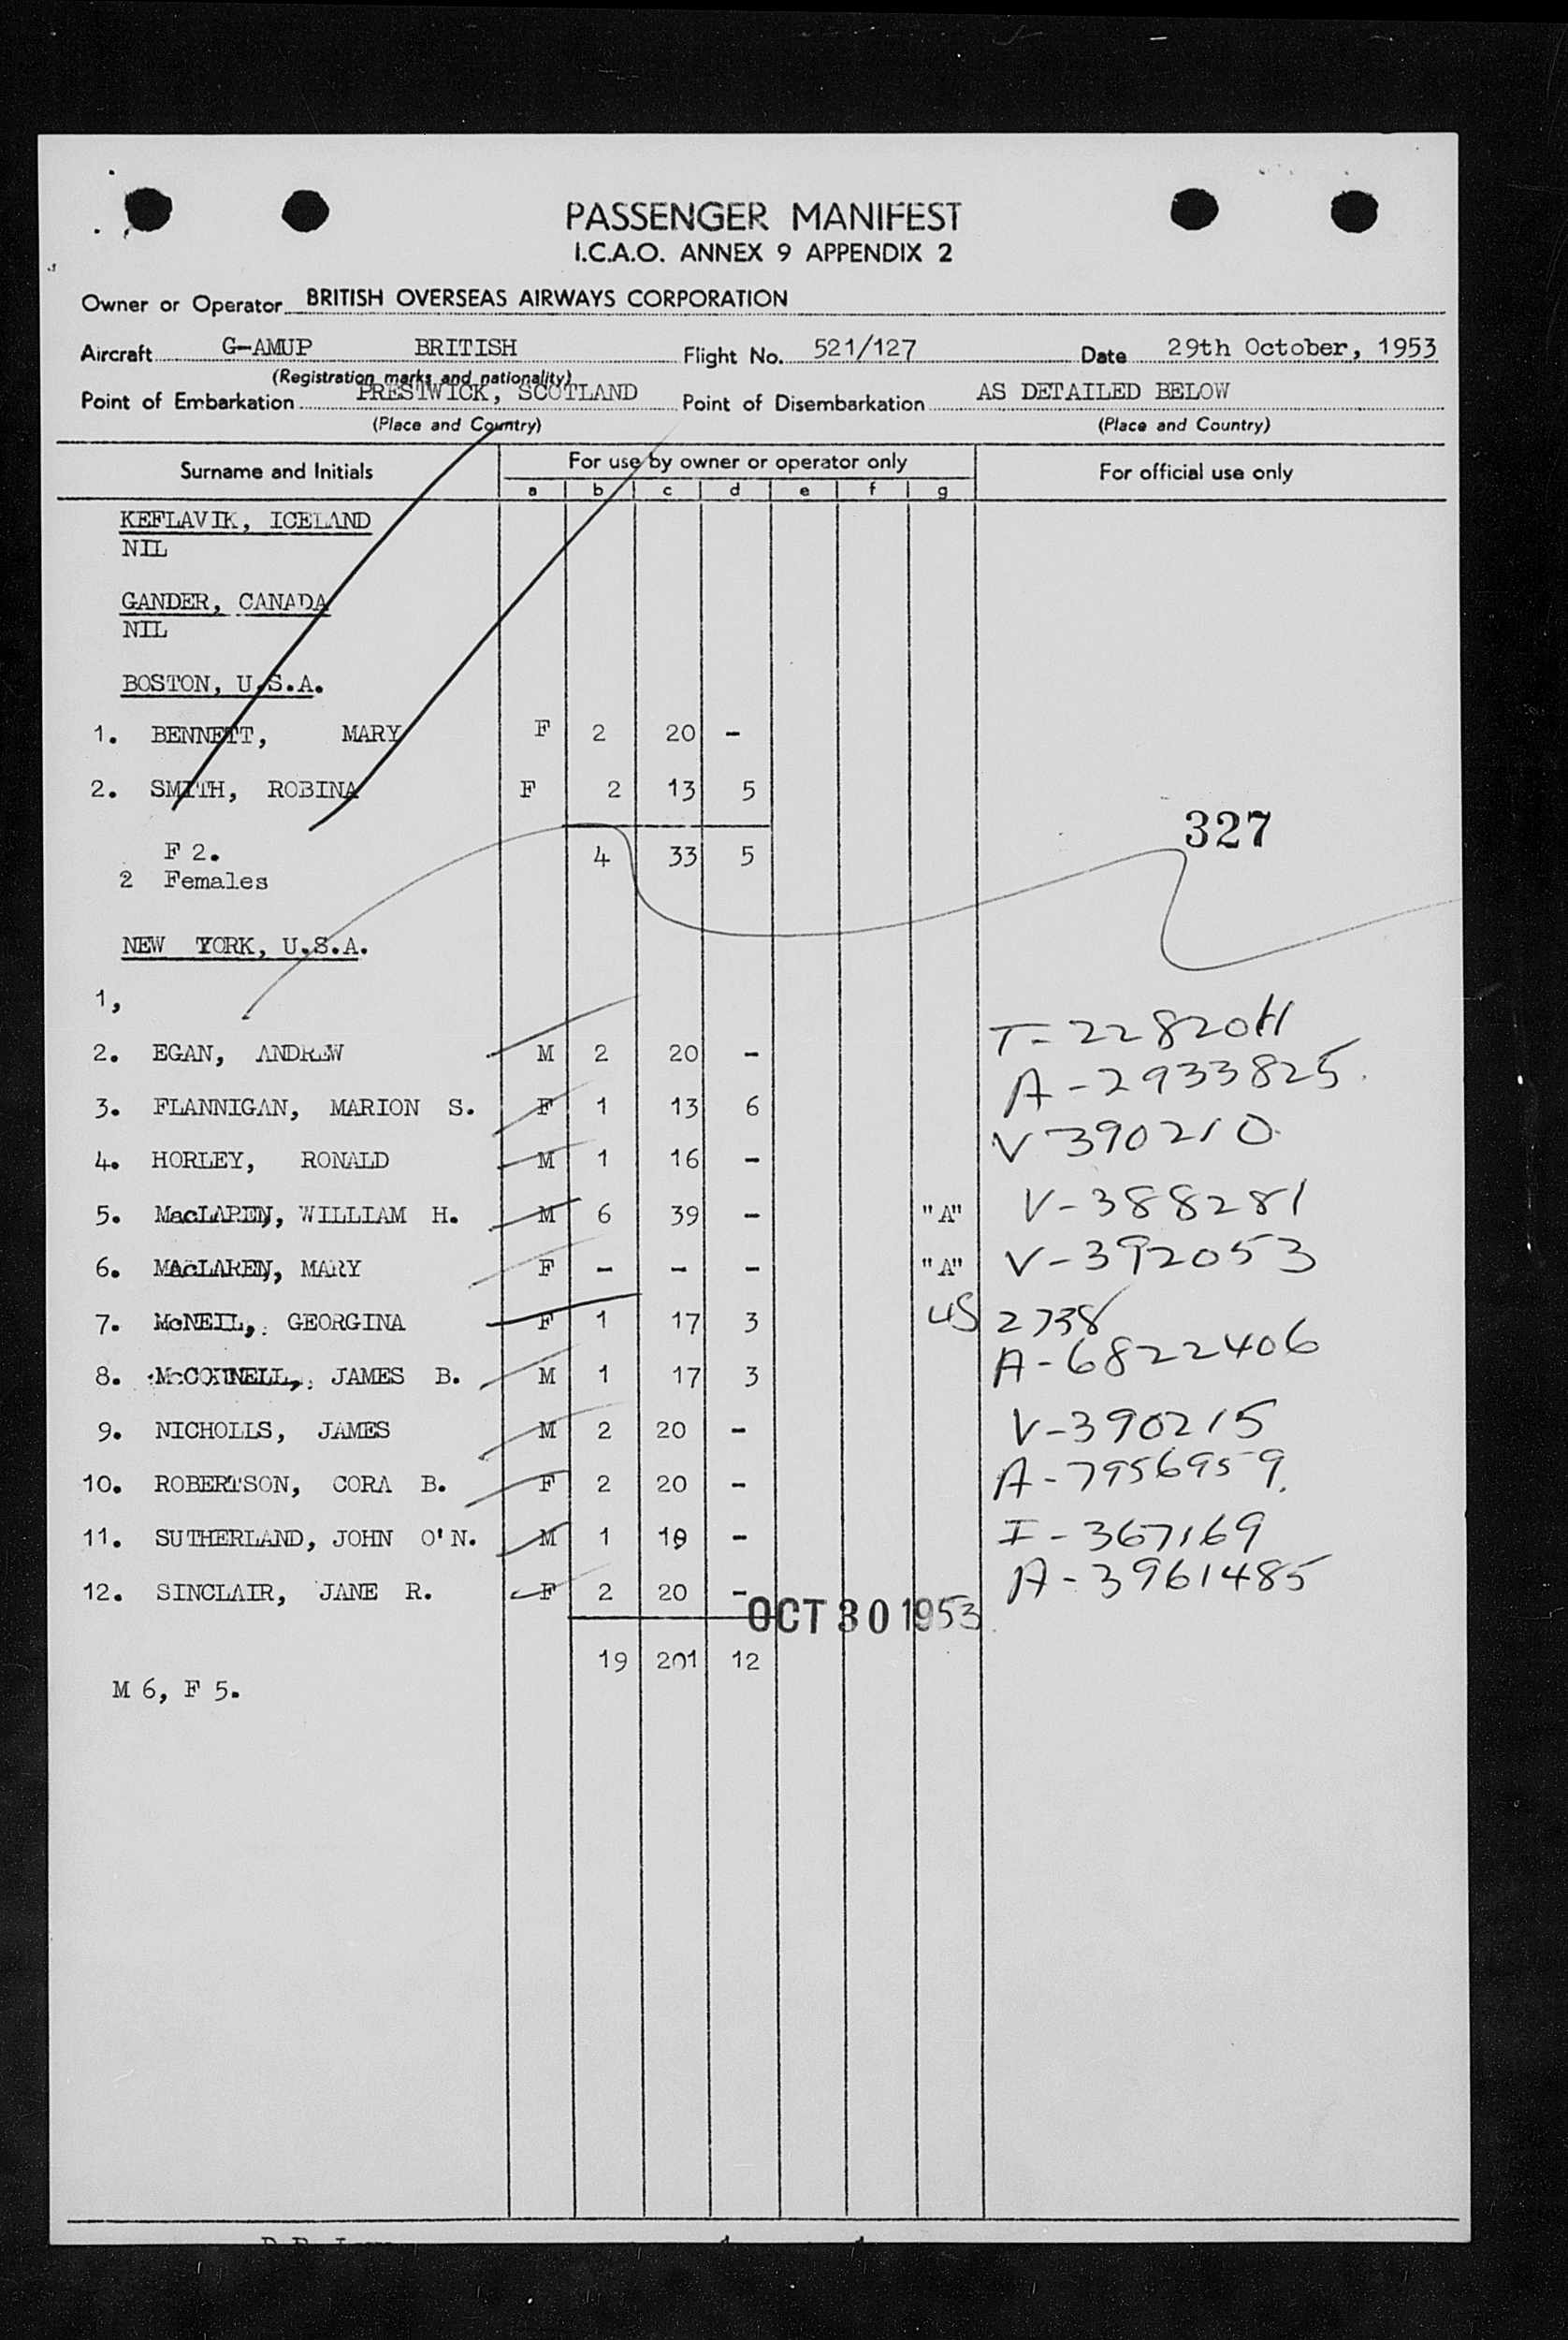 PASSENGER MANIFEST
I.C.A.O. ANNEX 9 APPENDIX 2
Owner or Operator BRITISH OVERSEAS AIRWAYS CORPORATION
Aircraft G-AMUP BRITISH Flight No. 521/127 Date 29th October, 1953
(Registration marks and nationality)
Point of Embarkation PRESTWICK, SCOTLAND Point of Disembarkation AS DETAILED BELOW
(Place and Country) (Place and Country)
Surname and Initials For use by owner or operator only For official use only
a b c d e f g
KEFLAVIK, ICELAND
NIL
GANDER, CANADA
NIL
BOSTON, U.S.A.
1. BENNETT, MARY F 2 20 -
2. SMITH, ROBINA F 2 13 5
327
F 2. 4 33 5
2 Females
NEW YORK, U.S.A.
1,
2. EGAN, ANDREW M 2 20 - T-228204
3. FLANNIGAN, MARION S. F 1 13 6 A-2933825.
4. HORLEY, RONALD M 1 16 - V390210
5. MacLAREN, WILLIAM H. M 6 39 - "A" V-388281
6. MacLAREN, MARY F - - - "A" V-392053
7. McNEIL, GEORGINA F 1 17 3 US 2738
8. McCONNELL, JAMES B. M 1 17 3 A-6822406
9. NICHOLLS, JAMES M 2 20 - V-390215
10. ROBERTSON, CORA B. F 2 20 - A-7956959.
11. SUTHERLAND, JOHN O'N. M 1 19 - I-367169
12. SINCLAIR, JANE R. F 2 20 - A-3961485
OCT 30 1953
19 201 12
M 6, F 5.